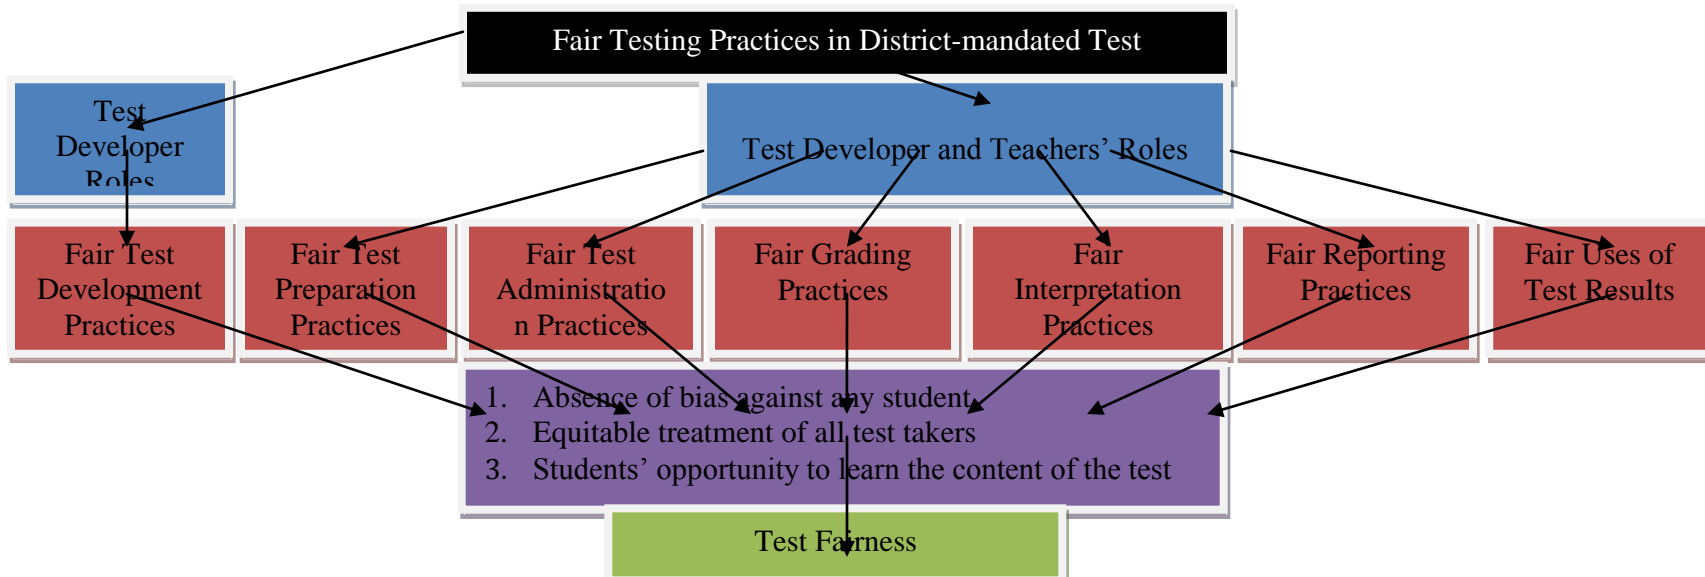 Fair Testing Practices in District-mandated Test
Test
Developer
Roles
Test Developer and Teachers’ Roles
Fair Test
Development
Practices
Fair Test
Preparation
Practices
Fair Test
Administratio
n Practices
Fair Grading
Practices
Fair
Interpretation
Practices
Fair Reporting
Practices
Fair Uses of
Test Results
1. Absence of bias against any student
2. Equitable treatment of all test takers
3. Students’ opportunity to learn the content of the test
Test Fairness